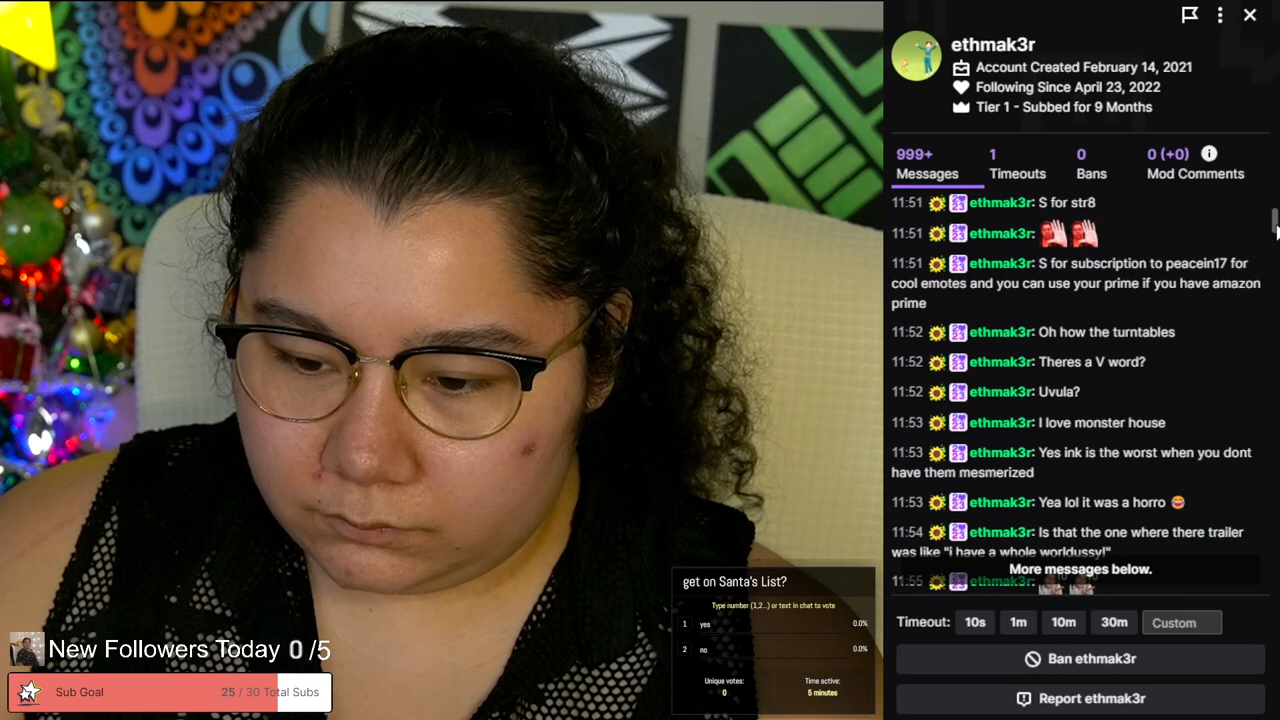 ethmak3r
Account Created February 14, 2021
Following Since April 23, 2022
Tier 1 - Subbed for 9 Months
999+
Messages
1
Timeouts
0
Bans
0 (+0)
Mod Comments
11:51 ethmak3r: S for str8
11:51 ethmak3r:
11:51 ethmak3r: S for subscription to peacein17 for
cool emotes and you can use your prime if you have amazon
prime
11:52 ethmak3r: Oh how the turntables
11:52 ethmak3r: Theres a V word?
11:52 ethmak3r: Uvula?
11:53 ethmak3r: I love monster house
11:53 ethmak3r: Yes ink is the worst when you dont
have them mesmerized
11:53 ethmak3r: Yea lol it was a horro 😂
11:54 ethmak3r: Is that the one where there trailer
was like "i have a whole worldussy!"
More messages below.
11:55 ethmak3r:
Timeout: 10s 1m 10m 30m Custom
Ban ethmak3r
Report ethmak3r
get on Santa's List?
Type number (1,2...) or text in chat to vote
1 yes 0.0%
2 no 0.0%
Unique votes:
0
Time active:
5 minutes
New Followers Today 0 /5
Sub Goal 25 / 30 Total Subs